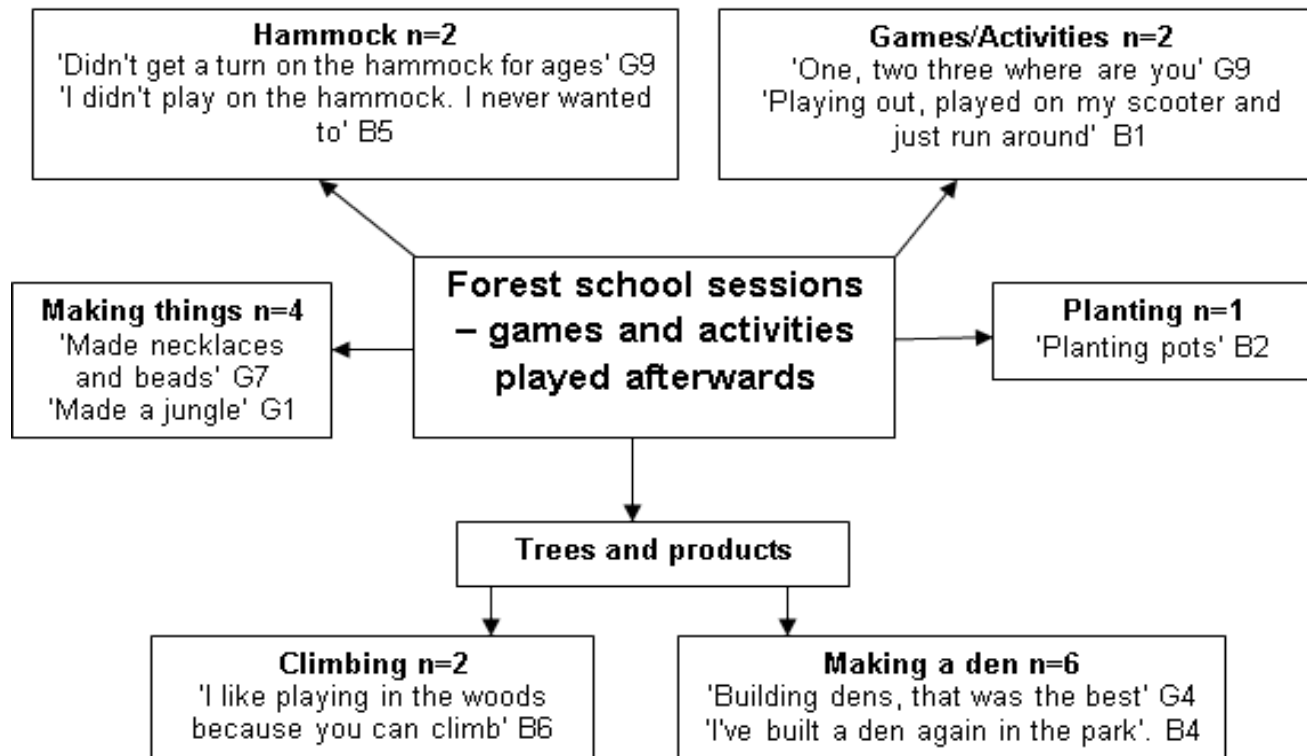 Hammock n=2
'Didn't get a turn on the hammock for ages' G9
'I didn't play on the hammock. I never wanted
to' B5
Games/Activities n=2
'One, two three where are you' G9
'Playing out, played on my scooter and
just run around' B1
Forest school sessions
– games and activities
played afterwards
Making things n=4
'Made necklaces
and beads' G7
'Made a jungle' G1
Planting n=1
'Planting pots' B2
Trees and products
Climbing n=2
'I like playing in the woods
because you can climb' B6
Making a den n=6
'Building dens, that was the best' G4
'I've built a den again in the park'. B4